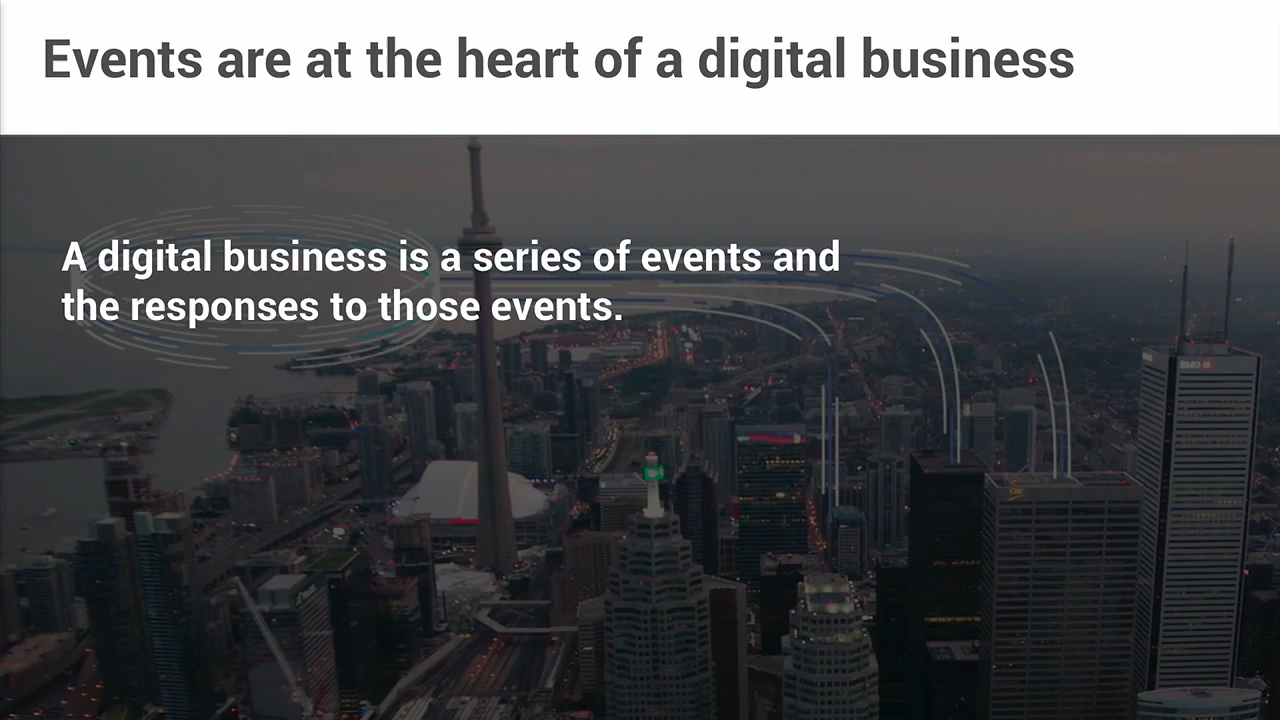 Events are at the heart of a digital business
A digital business is a series of events and
the responses to those events.